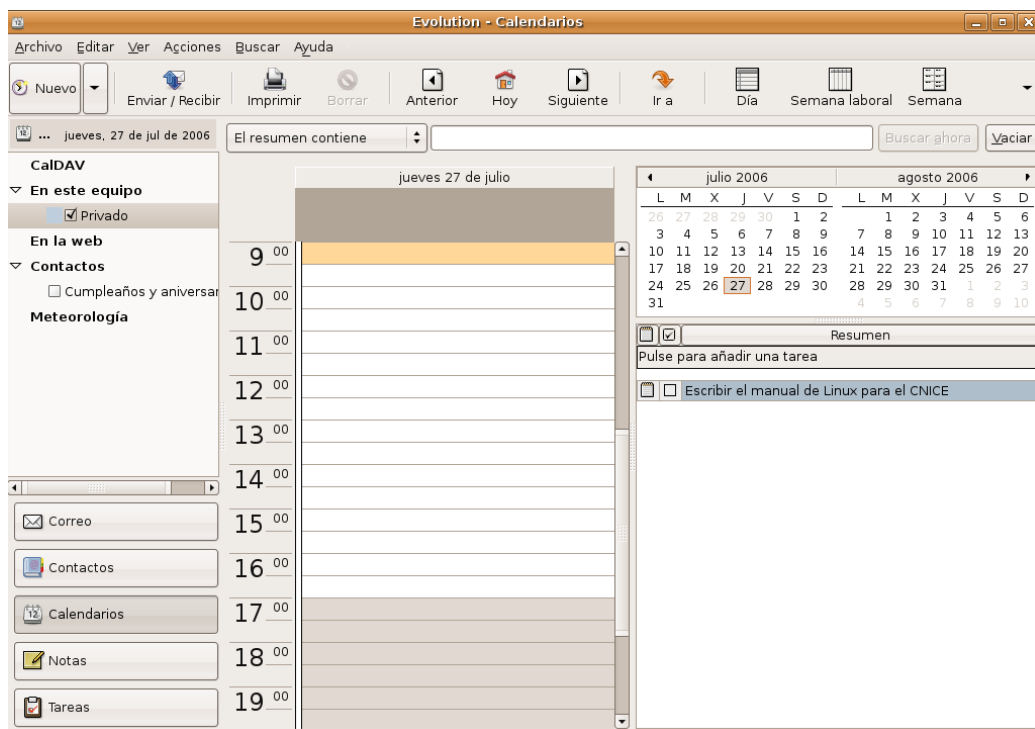 Evolution - Calendarios
Archivo Editar Ver Acciones Buscar Ayuda
Nuevo Enviar / Recibir Imprimir Borrar Anterior Hoy Siguiente Ir a Día Semana laboral Semana
... jueves, 27 de jul de 2006
El resumen contiene Buscar ahora Vaciar
CalDAV
En este equipo
Privado
En la web
Contactos
Cumpleaños y aniversar
Meteorología
Correo
Contactos
Calendarios
Notas
Tareas
jueves 27 de julio
9 00
10 00
11 00
12 00
13 00
14 00
15 00
16 00
17 00
18 00
19 00
julio 2006
L M X J V S D
26 27 28 29 30 1 2
3 4 5 6 7 8 9
10 11 12 13 14 15 16
17 18 19 20 21 22 23
24 25 26 27 28 29 30
31
agosto 2006
L M X J V S D
1 2 3 4 5 6
7 8 9 10 11 12 13
14 15 16 17 18 19 20
21 22 23 24 25 26 27
28 29 30 31 1 2 3
4 5 6 7 8 9 10
Resumen
Pulse para añadir una tarea
Escribir el manual de Linux para el CNICE